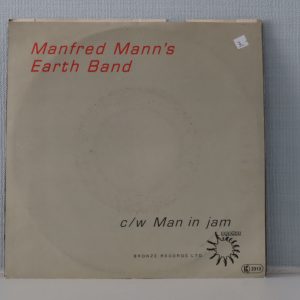 Manfred Mann's
Earth Band
c/w Man in jam
BRONZE RECORDS LTD